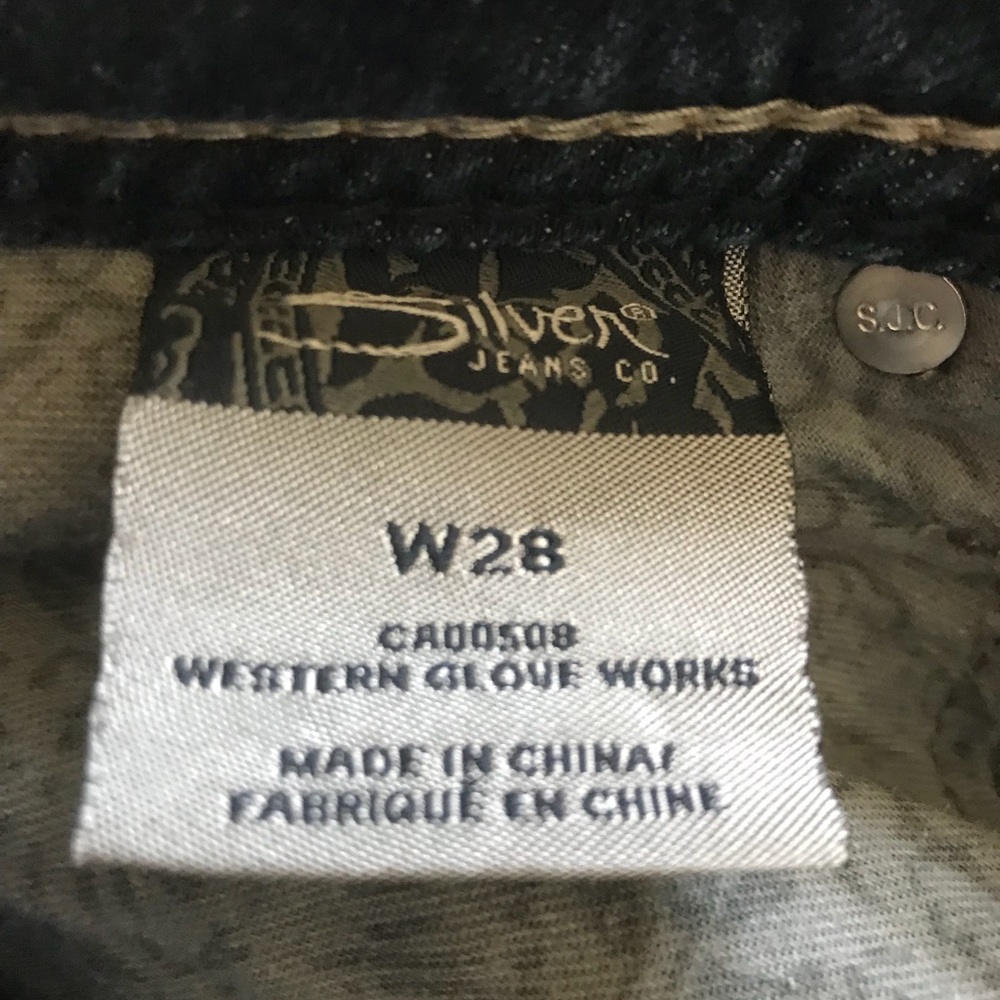 Silver®
JEANS CO.
S.J.C.
W28
CA00508
WESTERN GLOVE WORKS
MADE IN CHINA/
FABRIQUÉ EN CHINE